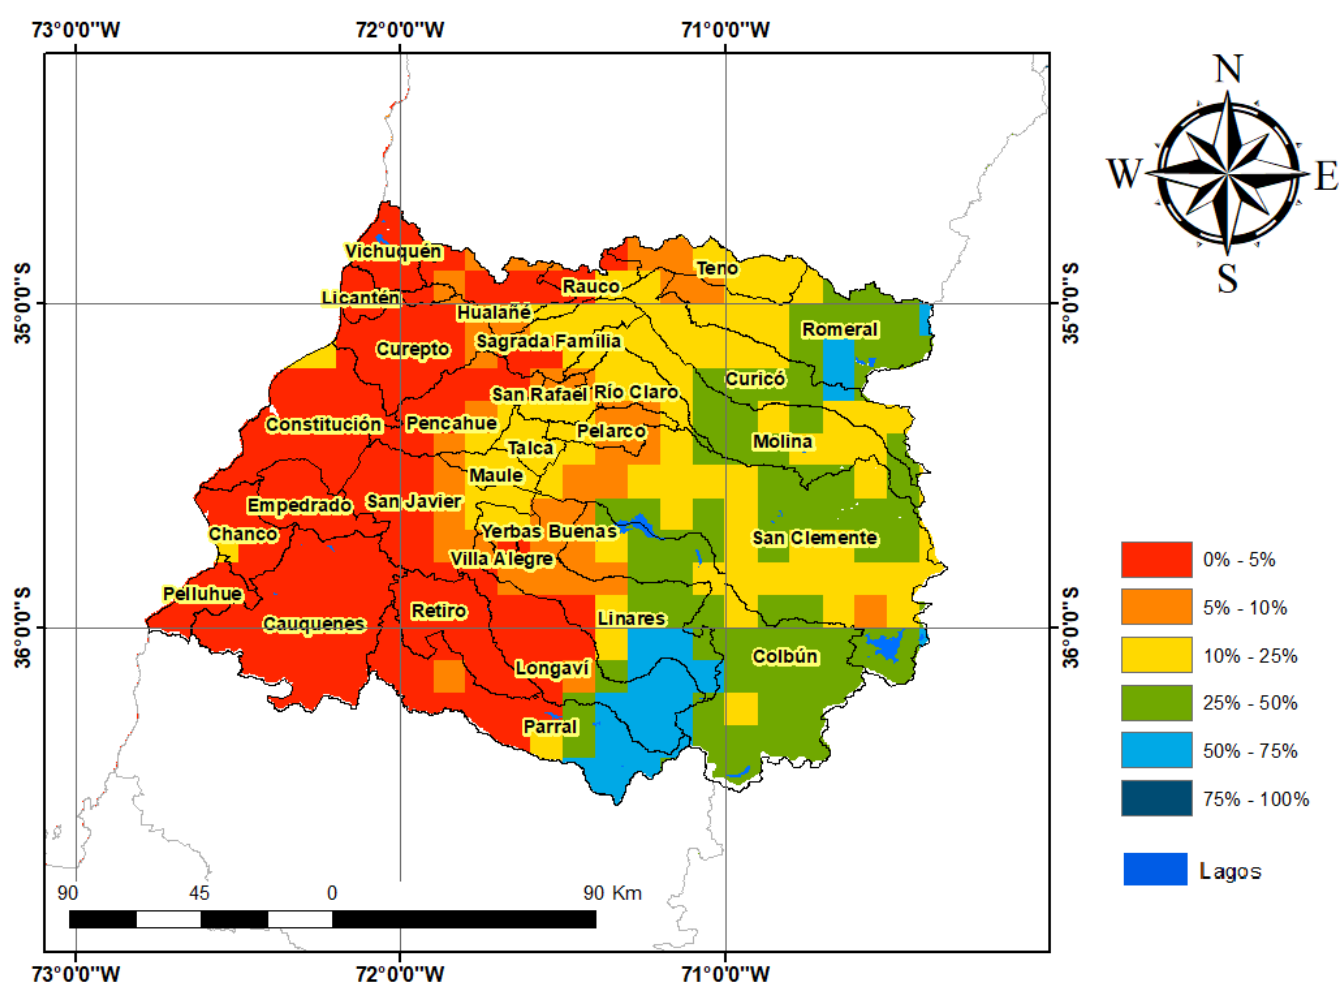 73°0'0"W 72°0'0"W 71°0'0"W
N
W E
S
35°0'0"S 35°0'0"S
36°0'0"S 36°0'0"S
Vichuquén
Teno
Rauco
Licantén
Hualañé
Romeral
Sagrada Familia
Curepto
Curicó
San Rafael Río Claro
Constitución Pencahue
Pelarco
Molina
Talca
Maule
Empedrado San Javier
Chanco
Yerbas Buenas
San Clemente
Villa Alegre
Pelluhue
Retiro
Cauquenes
Linares
Colbún
Longaví
Parral
0% - 5%
5% - 10%
10% - 25%
25% - 50%
50% - 75%
75% - 100%
Lagos
90 45 0 90 Km
73°0'0"W 72°0'0"W 71°0'0"W